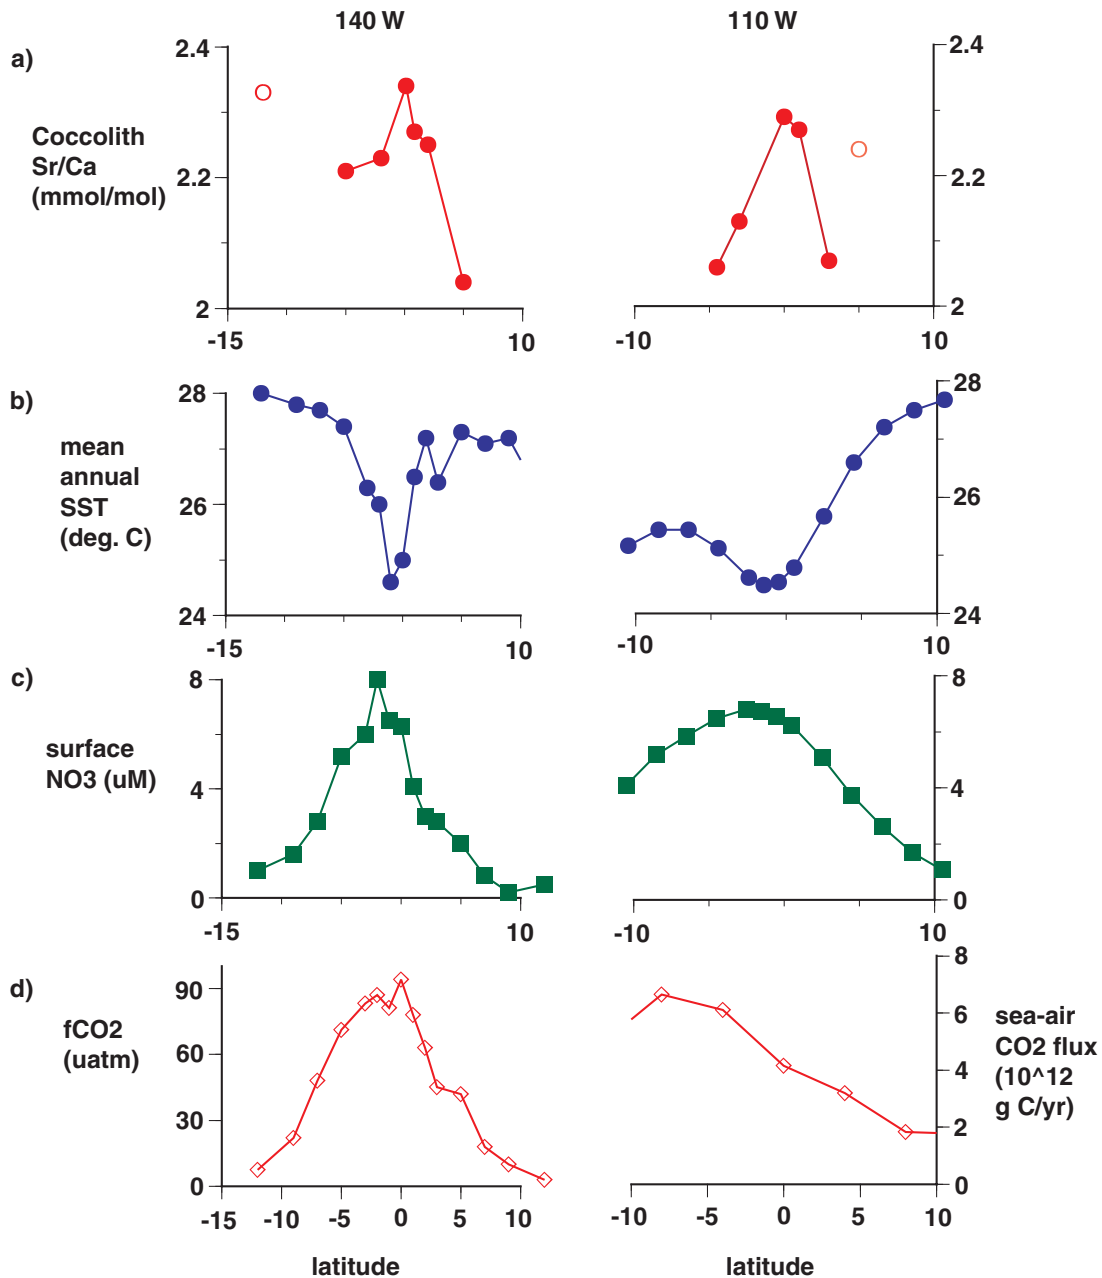 140 W
110 W
a)
Coccolith
Sr/Ca
(mmol/mol)
2.4
2.2
2
-15
10
2.4
2.2
2
-10
10
b)
mean
annual
SST
(deg. C)
28
26
24
-15
10
28
26
24
-10
10
c)
surface
NO3 (uM)
8
4
0
-15
10
8
4
0
-10
10
d)
fCO2
(uatm)
90
60
30
0
-15
-10
-5
0
5
10
latitude
8
6
4
2
0
sea-air
CO2 flux
(10^12
g C/yr)
-10
-5
0
5
10
latitude